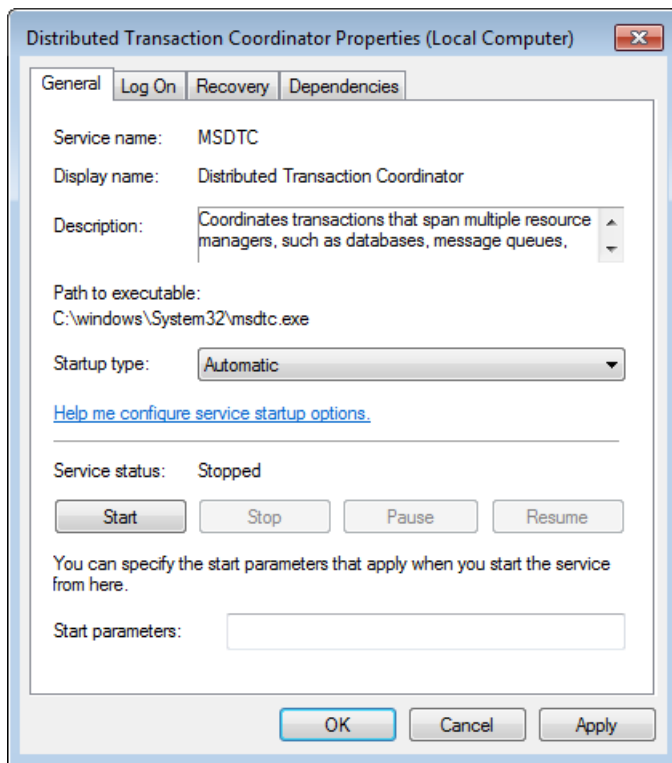 Distributed Transaction Coordinator Properties (Local Computer)
General Log On Recovery Dependencies
Service name: MSDTC
Display name: Distributed Transaction Coordinator
Description: Coordinates transactions that span multiple resource
managers, such as databases, message queues,
Path to executable:
C:\windows\System32\msdtc.exe
Startup type: Automatic
Help me configure service startup options.
Service status: Stopped
Start Stop Pause Resume
You can specify the start parameters that apply when you start the service
from here.
Start parameters:
OK Cancel Apply